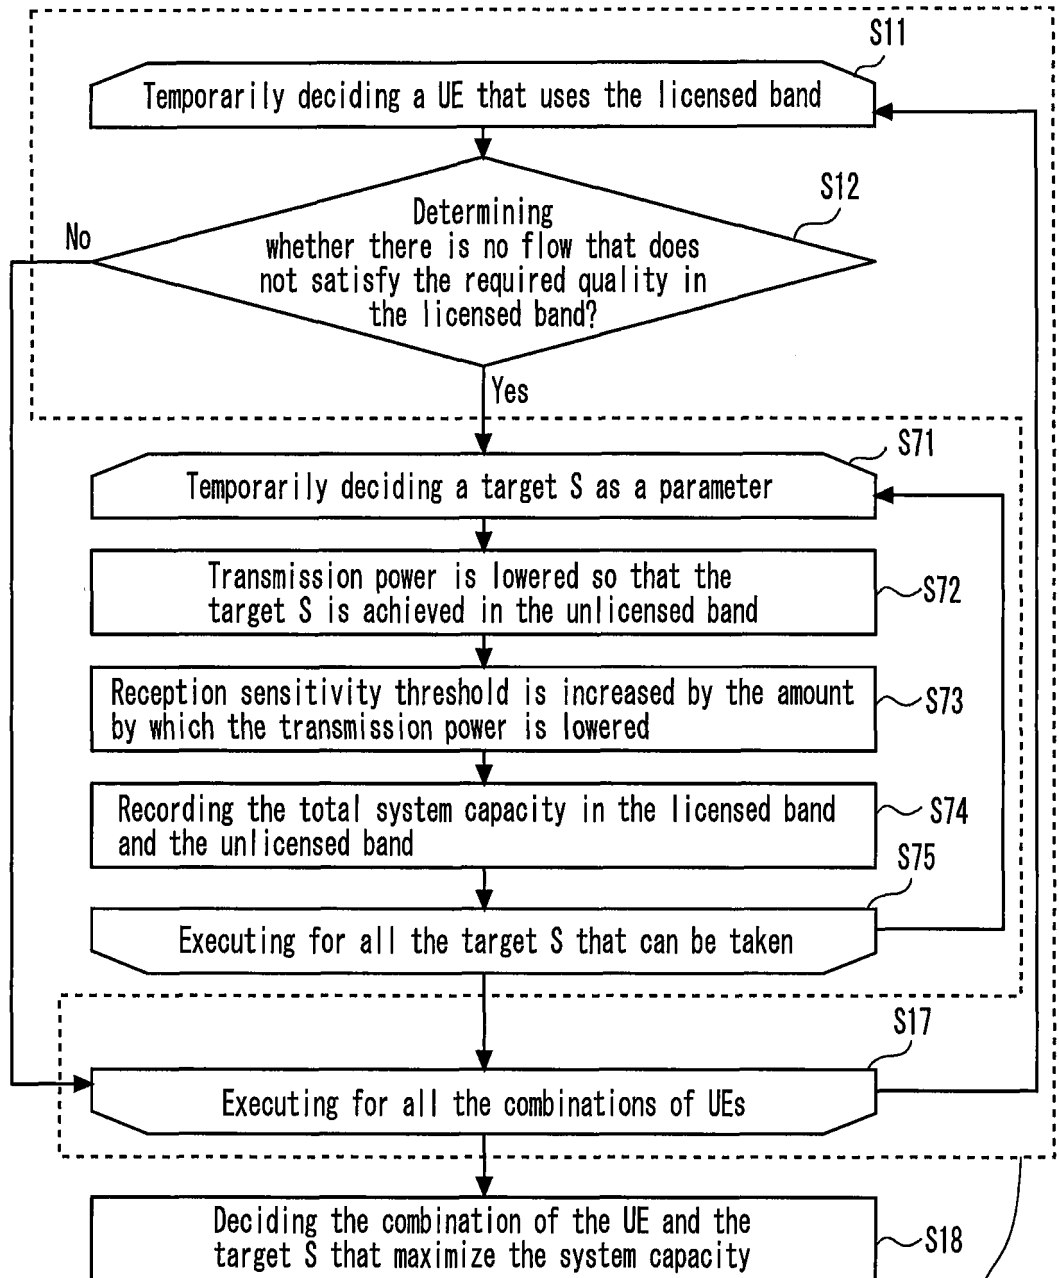 S11
Temporarily deciding a UE that uses the licensed band
S12
No
Determining
whether there is no flow that does
not satisfy the required quality in
the licensed band?
Yes
S71
Temporarily deciding a target S as a parameter
Transmission power is lowered so that the
target S is achieved in the unlicensed band
S72
Reception sensitivity threshold is increased by the amount
by which the transmission power is lowered
S73
Recording the total system capacity in the licensed band
and the unlicensed band
S74
S75
Executing for all the target S that can be taken
S17
Executing for all the combinations of UEs
Deciding the combination of the UE and the
target S that maximize the system capacity
S18